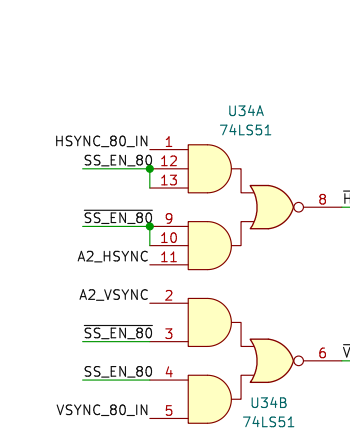 U34A
74LS51
HSYNC_80_IN 1
SS_EN_80 12
13
8 H
SS_EN_80 9
10
A2_HSYNC 11
A2_VSYNC 2
SS_EN_80 3
6 V
SS_EN_80 4
VSYNC_80_IN 5
U34B
74LS51